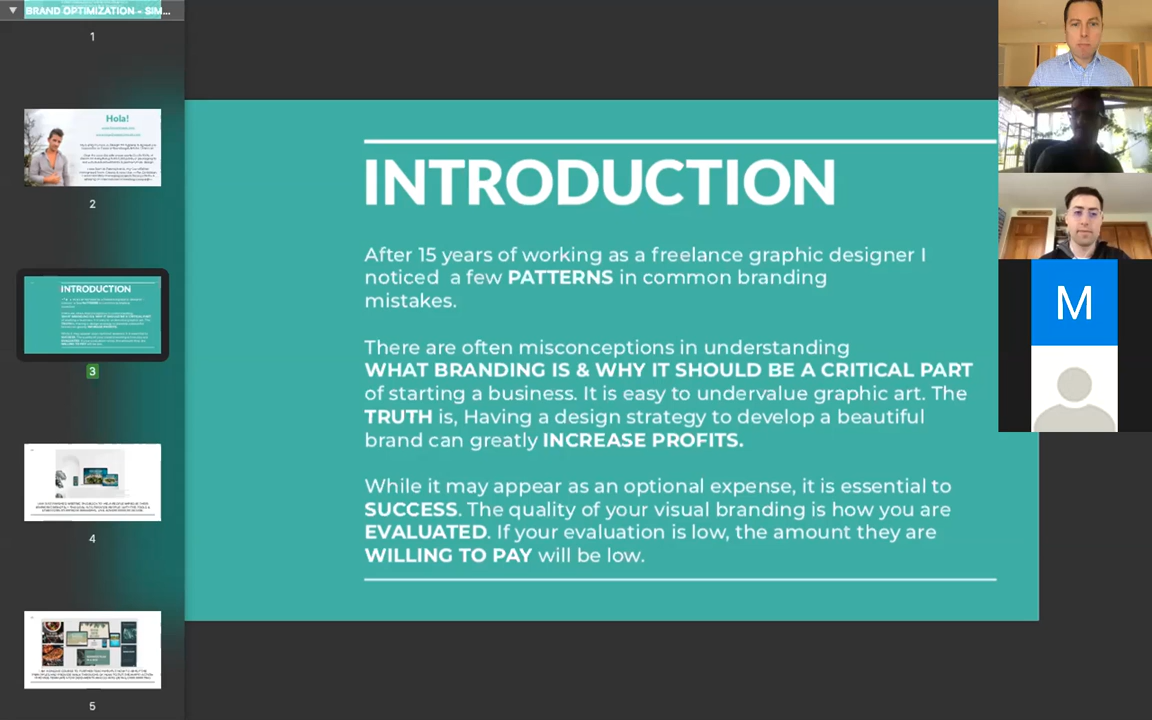 BRAND OPTIMIZATION - SIM...
1
Hola!
2
INTRODUCTION
3
4
5
INTRODUCTION
After 15 years of working as a freelance graphic designer I
noticed a few PATTERNS in common branding
mistakes.
There are often misconceptions in understanding
WHAT BRANDING IS & WHY IT SHOULD BE A CRITICAL PART
of starting a business. It is easy to undervalue graphic art. The
TRUTH is, Having a design strategy to develop a beautiful
brand can greatly INCREASE PROFITS.
While it may appear as an optional expense, it is essential to
SUCCESS. The quality of your visual branding is how you are
EVALUATED. If your evaluation is low, the amount they are
WILLING TO PAY will be low.
M